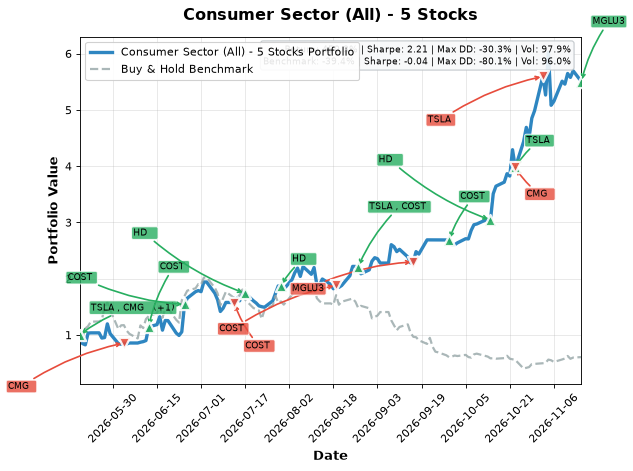 Consumer Sector (All) - 5 Stocks
MGLU3
Consumer Sector (All) - 5 Stocks Portfolio
Buy & Hold Benchmark
| Sharpe: 2.21 | Max DD: -30.3% | Vol: 97.9%
Benchmark: -39.4% | Sharpe: -0.04 | Max DD: -80.1% | Vol: 96.0%
TSLA
TSLA
HD
CMG
COST
TSLA , COST
HD
HD
COST
COST
MGLU3
TSLA , CMG (+1)
COST
COST
CMG
Portfolio Value
6
5
4
3
2
1
2026-05-30
2026-06-15
2026-07-01
2026-07-17
2026-08-02
2026-08-18
2026-09-03
2026-09-19
2026-10-05
2026-10-21
2026-11-06
Date